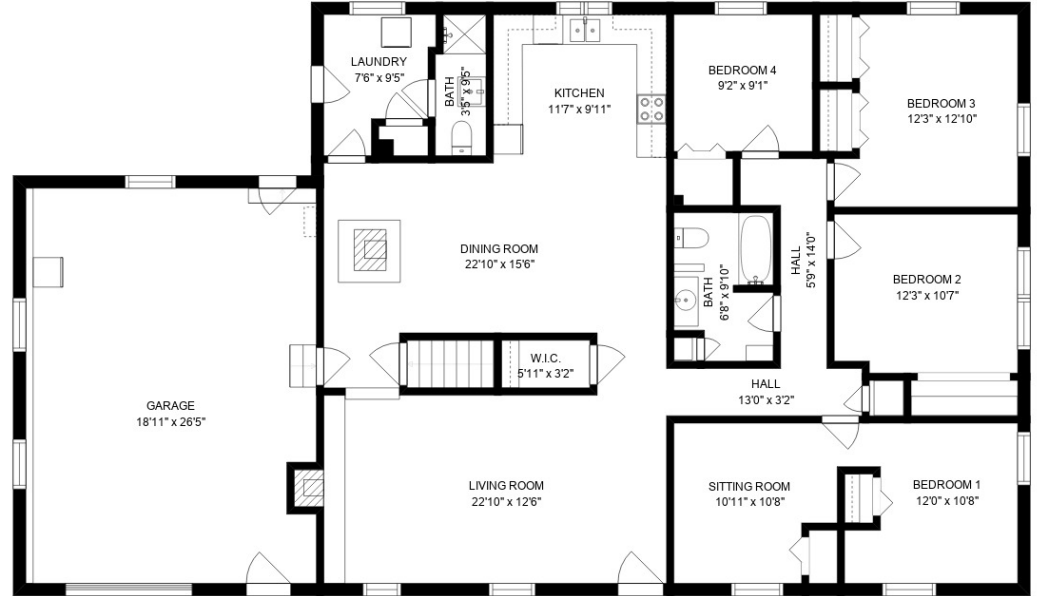 LAUNDRY
7'6" x 9'5"
BATH
3'5" x 9'5"
KITCHEN
11'7" x 9'11"
BEDROOM 4
9'2" x 9'1"
BEDROOM 3
12'3" x 12'10"
DINING ROOM
22'10" x 15'6"
BATH
6'8" x 9'10"
HALL
5'9" x 14'0"
BEDROOM 2
12'3" x 10'7"
W.I.C.
5'11" x 3'2"
HALL
13'0" x 3'2"
GARAGE
18'11" x 26'5"
LIVING ROOM
22'10" x 12'6"
SITTING ROOM
10'11" x 10'8"
BEDROOM 1
12'0" x 10'8"